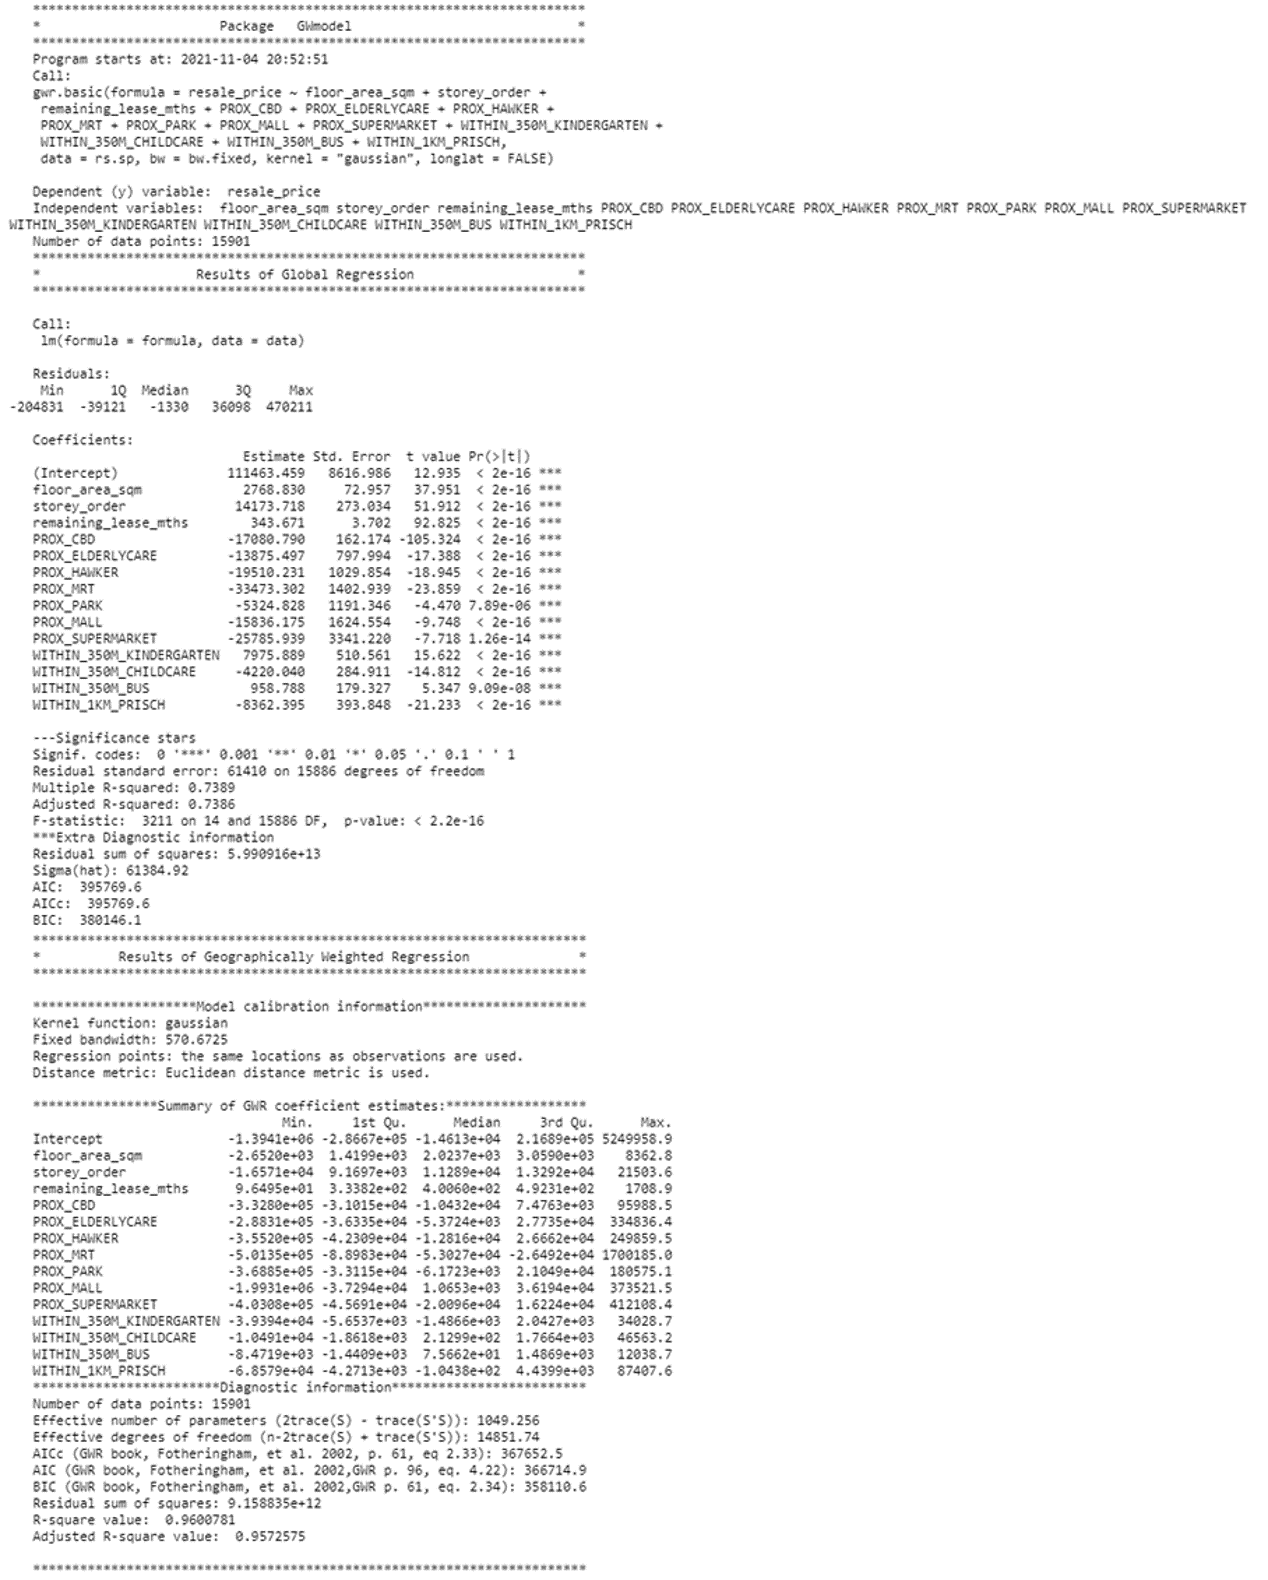 ***********************************************************************
*                       Package   GWmodel                             *
***********************************************************************
Program starts at: 2021-11-04 20:52:51
Call:
gwr.basic(formula = resale_price ~ floor_area_sqm + storey_order +
remaining_lease_mths + PROX_CBD + PROX_ELDERLYCARE + PROX_HAWKER +
PROX_MRT + PROX_PARK + PROX_MALL + PROX_SUPERMARKET + WITHIN_350M_KINDERGARTEN +
WITHIN_350M_CHILDCARE + WITHIN_350M_BUS + WITHIN_1KM_PRISCH,
data = rs.sp, bw = bw.fixed, kernel = "gaussian", longlat = FALSE)

Dependent (y) variable:  resale_price
Independent variables:  floor_area_sqm storey_order remaining_lease_mths PROX_CBD PROX_ELDERLYCARE PROX_HAWKER PROX_MRT PROX_PARK PROX_MALL PROX_SUPERMARKET
WITHIN_350M_KINDERGARTEN WITHIN_350M_CHILDCARE WITHIN_350M_BUS WITHIN_1KM_PRISCH
Number of data points: 15901
***********************************************************************
*                    Results of Global Regression                     *
***********************************************************************

Call:
lm(formula = formula, data = data)

Residuals:
Min      1Q  Median      3Q     Max
-204831  -39121   -1330   36098  470211

Coefficients:
Estimate Std. Error  t value Pr(>|t|)
(Intercept)              111463.459   8616.986   12.935  < 2e-16 ***
floor_area_sqm             2768.830     72.957   37.951  < 2e-16 ***
storey_order              14173.718    273.034   51.912  < 2e-16 ***
remaining_lease_mths        343.671      3.702   92.825  < 2e-16 ***
PROX_CBD                 -17080.790    162.174 -105.324  < 2e-16 ***
PROX_ELDERLYCARE         -13875.497    797.994  -17.388  < 2e-16 ***
PROX_HAWKER              -19510.231   1029.854  -18.945  < 2e-16 ***
PROX_MRT                 -33473.302   1402.939  -23.859  < 2e-16 ***
PROX_PARK                 -5324.828   1191.346   -4.470 7.89e-06 ***
PROX_MALL                -15836.175   1624.554   -9.748  < 2e-16 ***
PROX_SUPERMARKET         -25785.939   3341.220   -7.718 1.26e-14 ***
WITHIN_350M_KINDERGARTEN   7975.889    510.561   15.622  < 2e-16 ***
WITHIN_350M_CHILDCARE     -4220.040    284.911  -14.812  < 2e-16 ***
WITHIN_350M_BUS             958.788    179.327    5.347 9.09e-08 ***
WITHIN_1KM_PRISCH         -8362.395    393.848  -21.233  < 2e-16 ***

---Significance stars
Signif. codes:  0 '***' 0.001 '**' 0.01 '*' 0.05 '.' 0.1 ' ' 1
Residual standard error: 61410 on 15886 degrees of freedom
Multiple R-squared: 0.7389
Adjusted R-squared: 0.7386
F-statistic:  3211 on 14 and 15886 DF,  p-value: < 2.2e-16
***Extra Diagnostic information
Residual sum of squares: 5.990916e+13
Sigma(hat): 61384.92
AIC:  395769.6
AICc:  395769.6
BIC:  380146.1
***********************************************************************
*          Results of Geographically Weighted Regression              *
***********************************************************************

*********************Model calibration information*********************
Kernel function: gaussian
Fixed bandwidth: 570.6725
Regression points: the same locations as observations are used.
Distance metric: Euclidean distance metric is used.

****************Summary of GWR coefficient estimates:******************
Min.     1st Qu.      Median     3rd Qu.      Max.
Intercept                -1.3941e+06 -2.8667e+05 -1.4613e+04  2.1689e+05 5249958.9
floor_area_sqm           -2.6520e+03  1.4199e+03  2.0237e+03  3.0590e+03    8362.8
storey_order             -1.6571e+04  9.1697e+03  1.1289e+04  1.3292e+04   21503.6
remaining_lease_mths      9.6495e+01  3.3382e+02  4.0060e+02  4.9231e+02    1708.9
PROX_CBD                 -3.3280e+05 -3.1015e+04 -1.0432e+04  7.4763e+03   95988.5
PROX_ELDERLYCARE         -2.8831e+05 -3.6335e+04 -5.3724e+03  2.7735e+04  334836.4
PROX_HAWKER              -3.5520e+05 -4.2309e+04 -1.2816e+04  2.6662e+04  249859.5
PROX_MRT                 -5.0135e+05 -8.8983e+04 -5.3027e+04 -2.6492e+04 1700185.0
PROX_PARK                -3.6885e+05 -3.3115e+04 -6.1723e+03  2.1049e+04  180575.1
PROX_MALL                -1.9931e+06 -3.7294e+04  1.0653e+03  3.6194e+04  373521.5
PROX_SUPERMARKET         -4.0308e+05 -4.5691e+04 -2.0096e+04  1.6224e+04  412108.4
WITHIN_350M_KINDERGARTEN -3.9394e+04 -5.6537e+03 -1.4866e+03  2.0427e+03   34028.7
WITHIN_350M_CHILDCARE    -1.0491e+04 -1.8618e+03  2.1299e+02  1.7664e+03   46563.2
WITHIN_350M_BUS          -8.4719e+03 -1.4409e+03  7.5662e+01  1.4869e+03   12038.7
WITHIN_1KM_PRISCH        -6.8579e+04 -4.2713e+03 -1.0438e+02  4.4399e+03   87407.6
************************Diagnostic information*************************
Number of data points: 15901
Effective number of parameters (2trace(S) - trace(S'S)): 1049.256
Effective degrees of freedom (n-2trace(S) + trace(S'S)): 14851.74
AICc (GWR book, Fotheringham, et al. 2002, p. 61, eq 2.33): 367652.5
AIC (GWR book, Fotheringham, et al. 2002,GWR p. 96, eq. 4.22): 366714.9
BIC (GWR book, Fotheringham, et al. 2002,GWR p. 61, eq. 2.34): 358110.6
Residual sum of squares: 9.158835e+12
R-square value:  0.9600781
Adjusted R-square value:  0.9572575

***********************************************************************